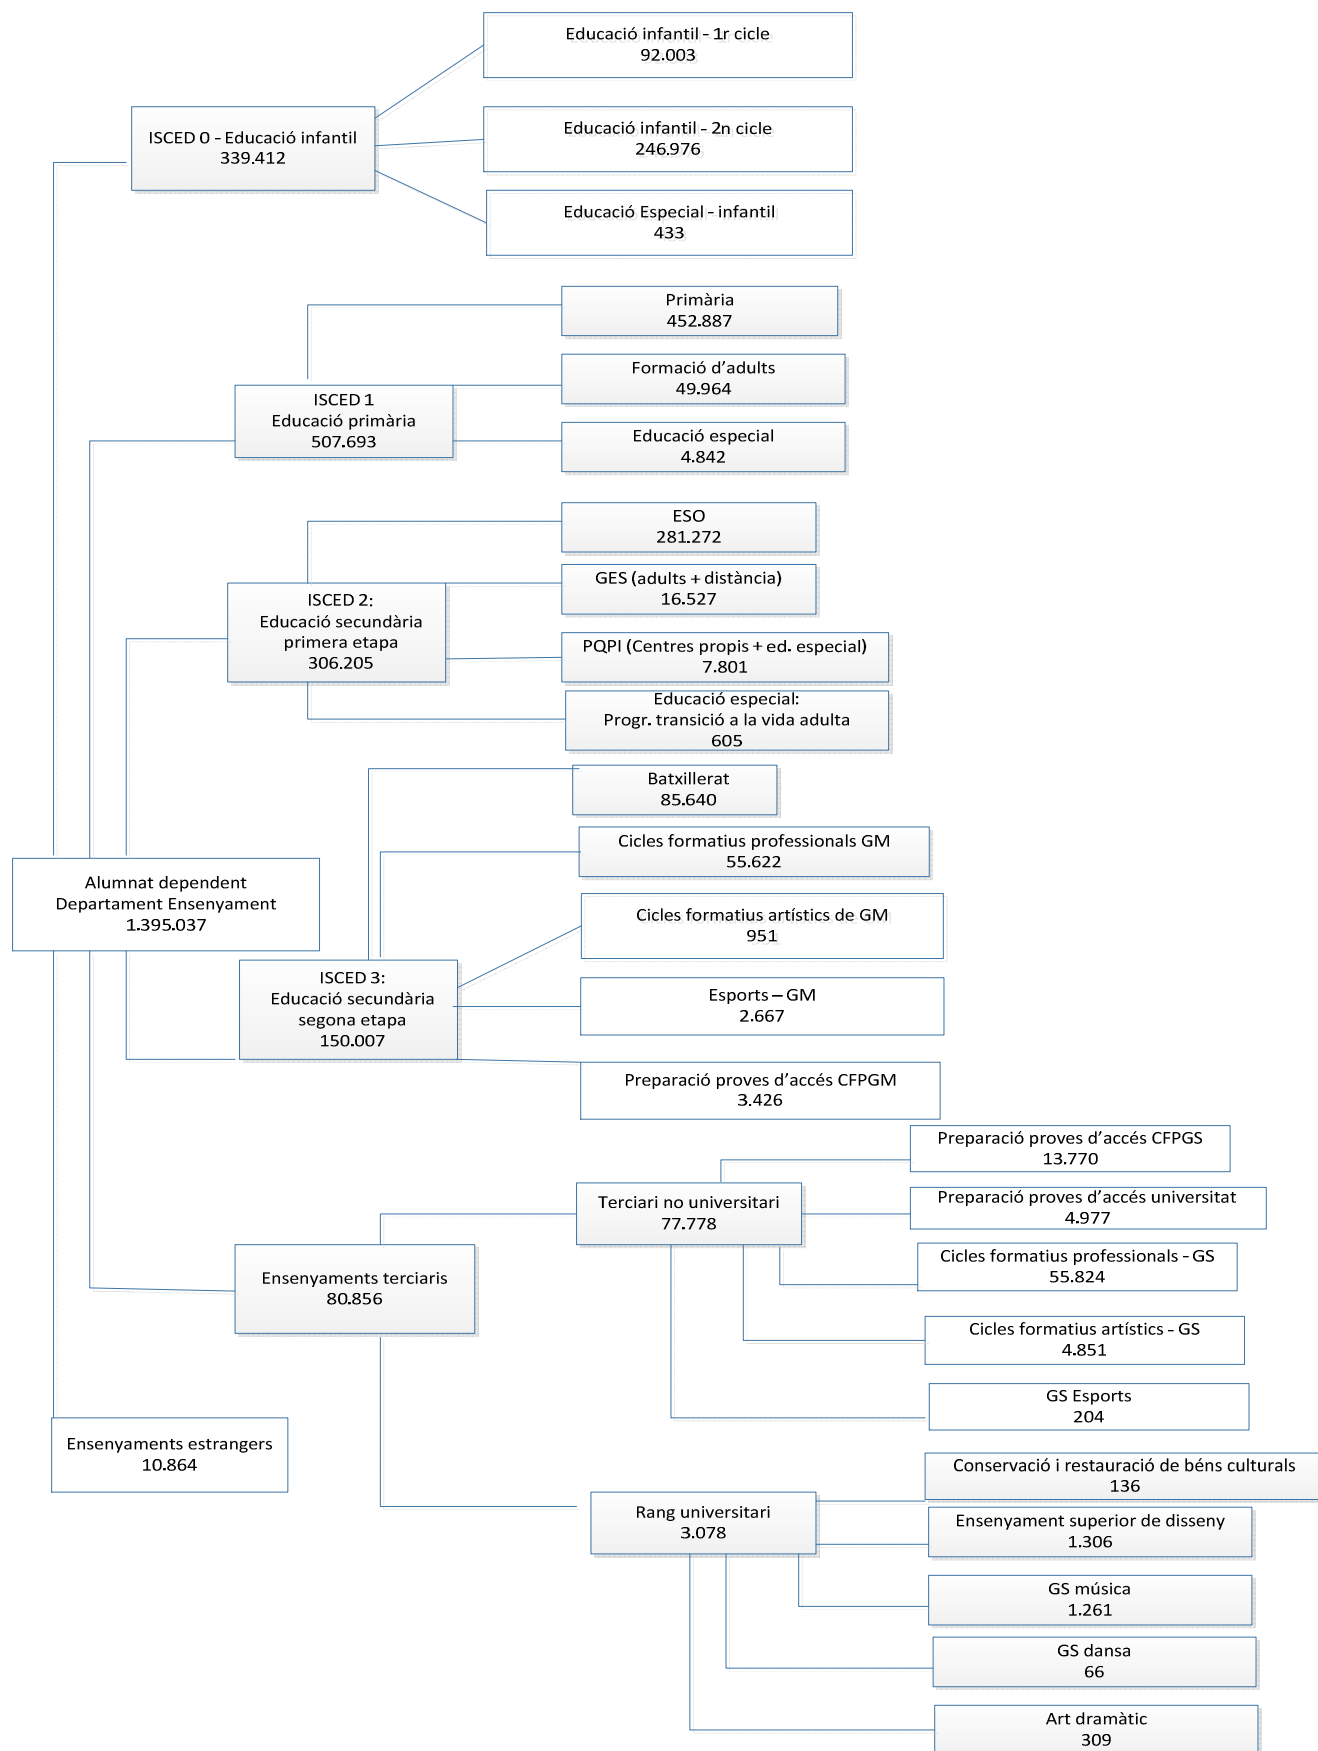 Educació infantil - 1r cicle
92.003
ISCED 0 - Educació infantil
339.412
Educació infantil - 2n cicle
246.976
Educació Especial - infantil
433
Primària
452.887
Formació d'adults
49.964
ISCED 1
Educació primària
507.693
Educació especial
4.842
ESO
281.272
GES (adults + distància)
16.527
ISCED 2:
Educació secundària
primera etapa
306.205
PQPI (Centres propis + ed. especial)
7.801
Educació especial:
Progr. transició a la vida adulta
605
Batxillerat
85.640
Cicles formatius professionals GM
55.622
Alumnat dependent
Departament Ensenyament
1.395.037
Cicles formatius artístics de GM
951
ISCED 3:
Educació secundària
segona etapa
150.007
Esports – GM
2.667
Preparació proves d'accés CFPGM
3.426
Preparació proves d'accés CFPGS
13.770
Terciari no universitari
77.778
Preparació proves d'accés universitat
4.977
Ensenyaments terciaris
80.856
Cicles formatius professionals - GS
55.824
Cicles formatius artístics - GS
4.851
GS Esports
204
Ensenyaments estrangers
10.864
Conservació i restauració de béns culturals
136
Rang universitari
3.078
Ensenyament superior de disseny
1.306
GS música
1.261
GS dansa
66
Art dramàtic
309